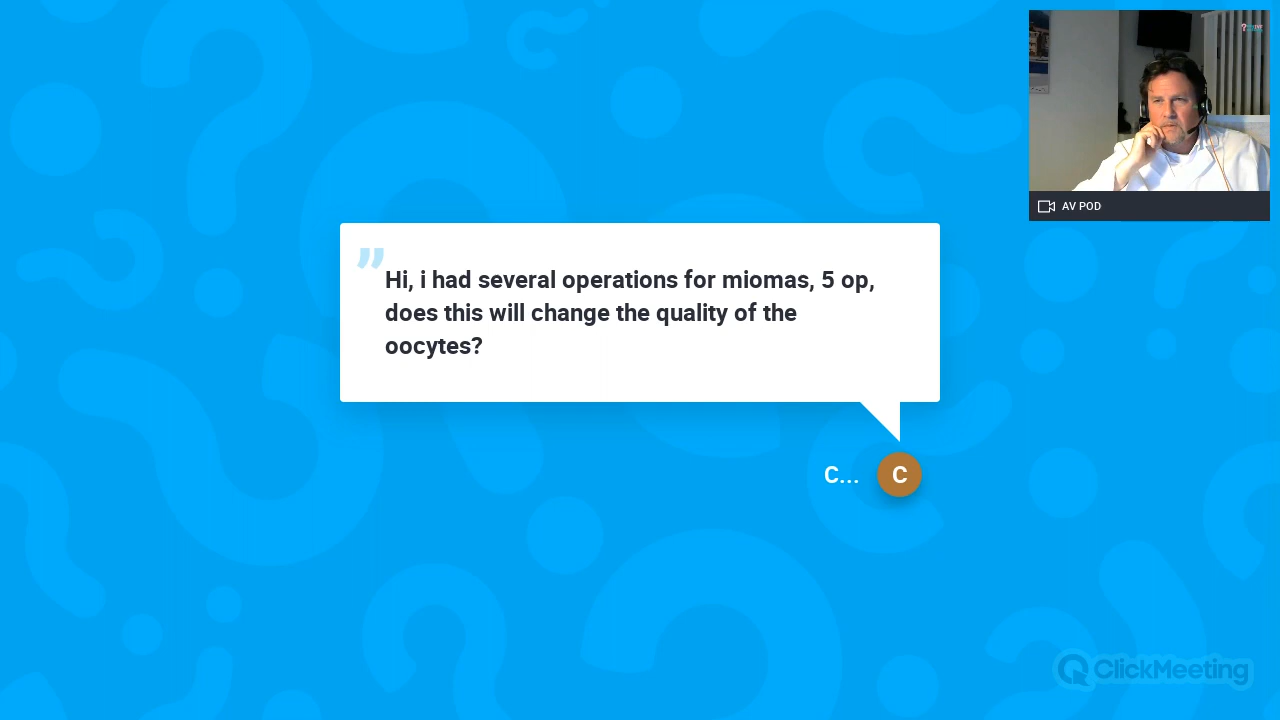 Hi, i had several operations for miomas, 5 op,
does this will change the quality of the
oocytes?
C... C
AV POD
ClickMeeting